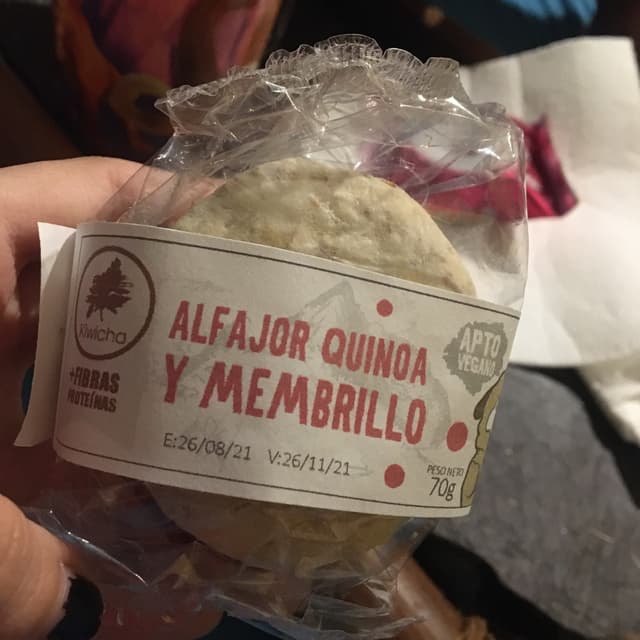 Kiwicha
+FIBRAS
PROTEÍNAS
ALFAJOR QUINOA
Y MEMBRILLO
E:26/08/21 V:26/11/21
APTO
VEGANO
PESO NETO
70g